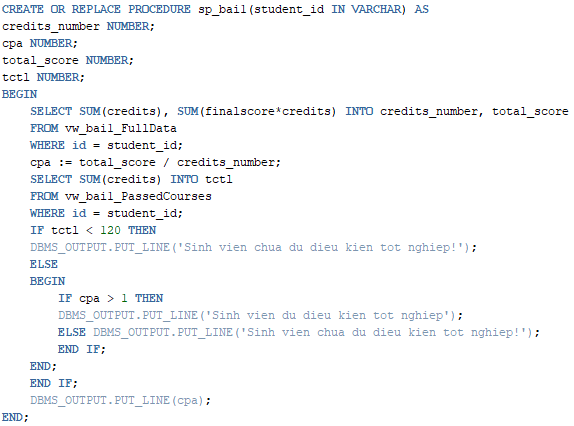 CREATE OR REPLACE PROCEDURE sp_bail(student_id IN VARCHAR) AS
credits_number NUMBER;
cpa NUMBER;
total_score NUMBER;
tctl NUMBER;
BEGIN
    SELECT SUM(credits), SUM(finalscore*credits) INTO credits_number, total_score
    FROM vw_bail_FullData
    WHERE id = student_id;
    cpa := total_score / credits_number;
    SELECT SUM(credits) INTO tctl
    FROM vw_bail_PassedCourses
    WHERE id = student_id;
    IF tctl < 120 THEN
    DBMS_OUTPUT.PUT_LINE('Sinh vien chua du dieu kien tot nghiep!');
    ELSE
    BEGIN
        IF cpa > 1 THEN
        DBMS_OUTPUT.PUT_LINE('Sinh vien du dieu kien tot nghiep');
        ELSE DBMS_OUTPUT.PUT_LINE('Sinh vien chua du dieu kien tot nghiep!');
        END IF;
    END;
    END IF;
    DBMS_OUTPUT.PUT_LINE(cpa);
END;